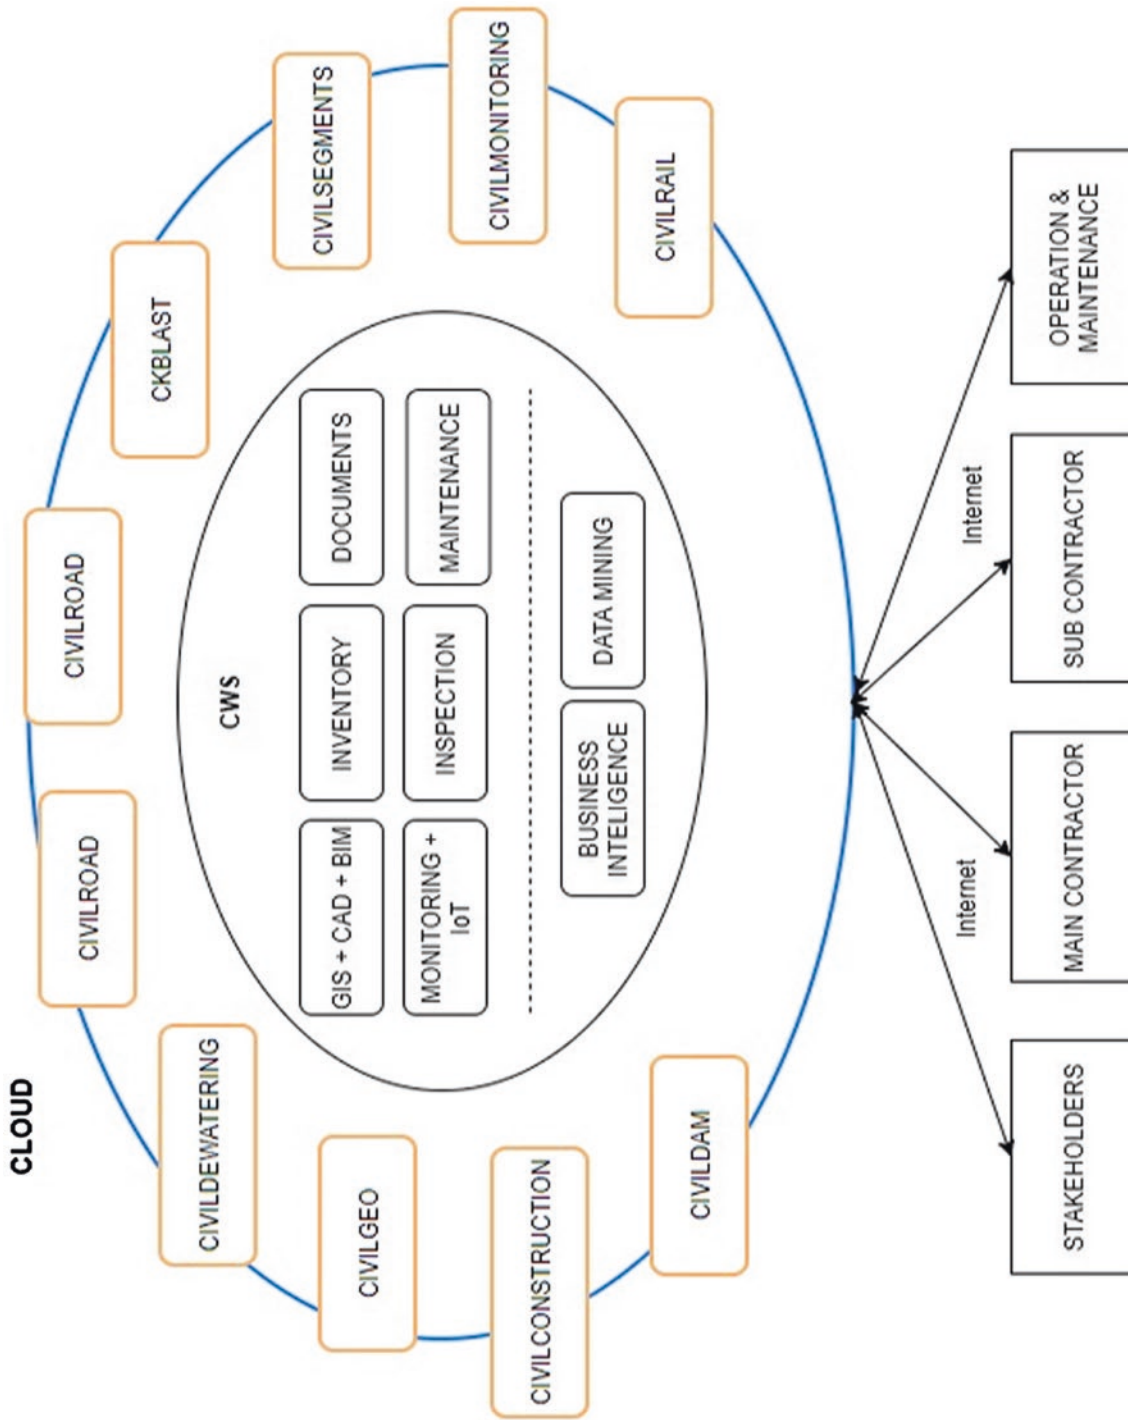 CLOUD
CIVILROAD
CIVILROAD
CIVILDEWATERING
CKBLAST
CIVILGEO
CIVILSEGMENTS
CIVILCONSTRUCTION
CIVILMONITORING
CIVILDAM
CIVILRAIL
CWS
GIS + CAD + BIM
INVENTORY
DOCUMENTS
MONITORING +
IoT
INSPECTION
MAINTENANCE
BUSINESS
INTELIGENCE
DATA MINING
Internet
Internet
STAKEHOLDERS
MAIN CONTRACTOR
SUB CONTRACTOR
OPERATION &
MAINTENANCE